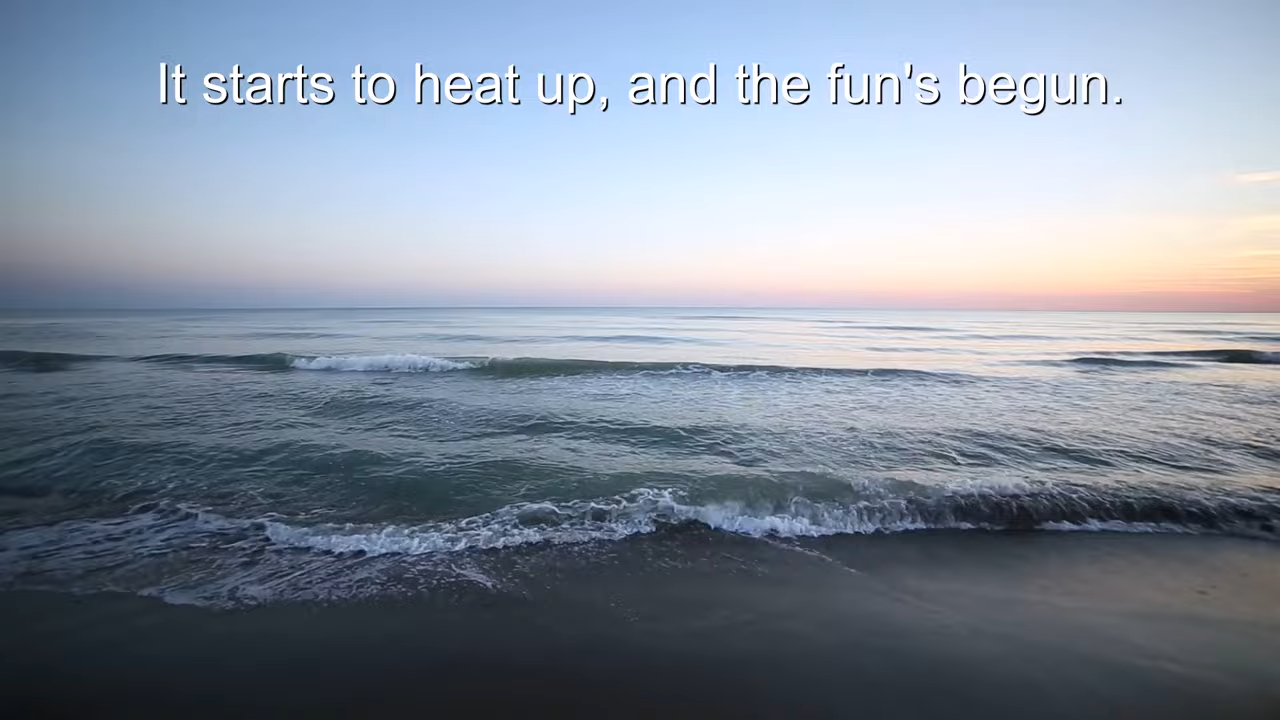 It starts to heat up, and the fun's begun.